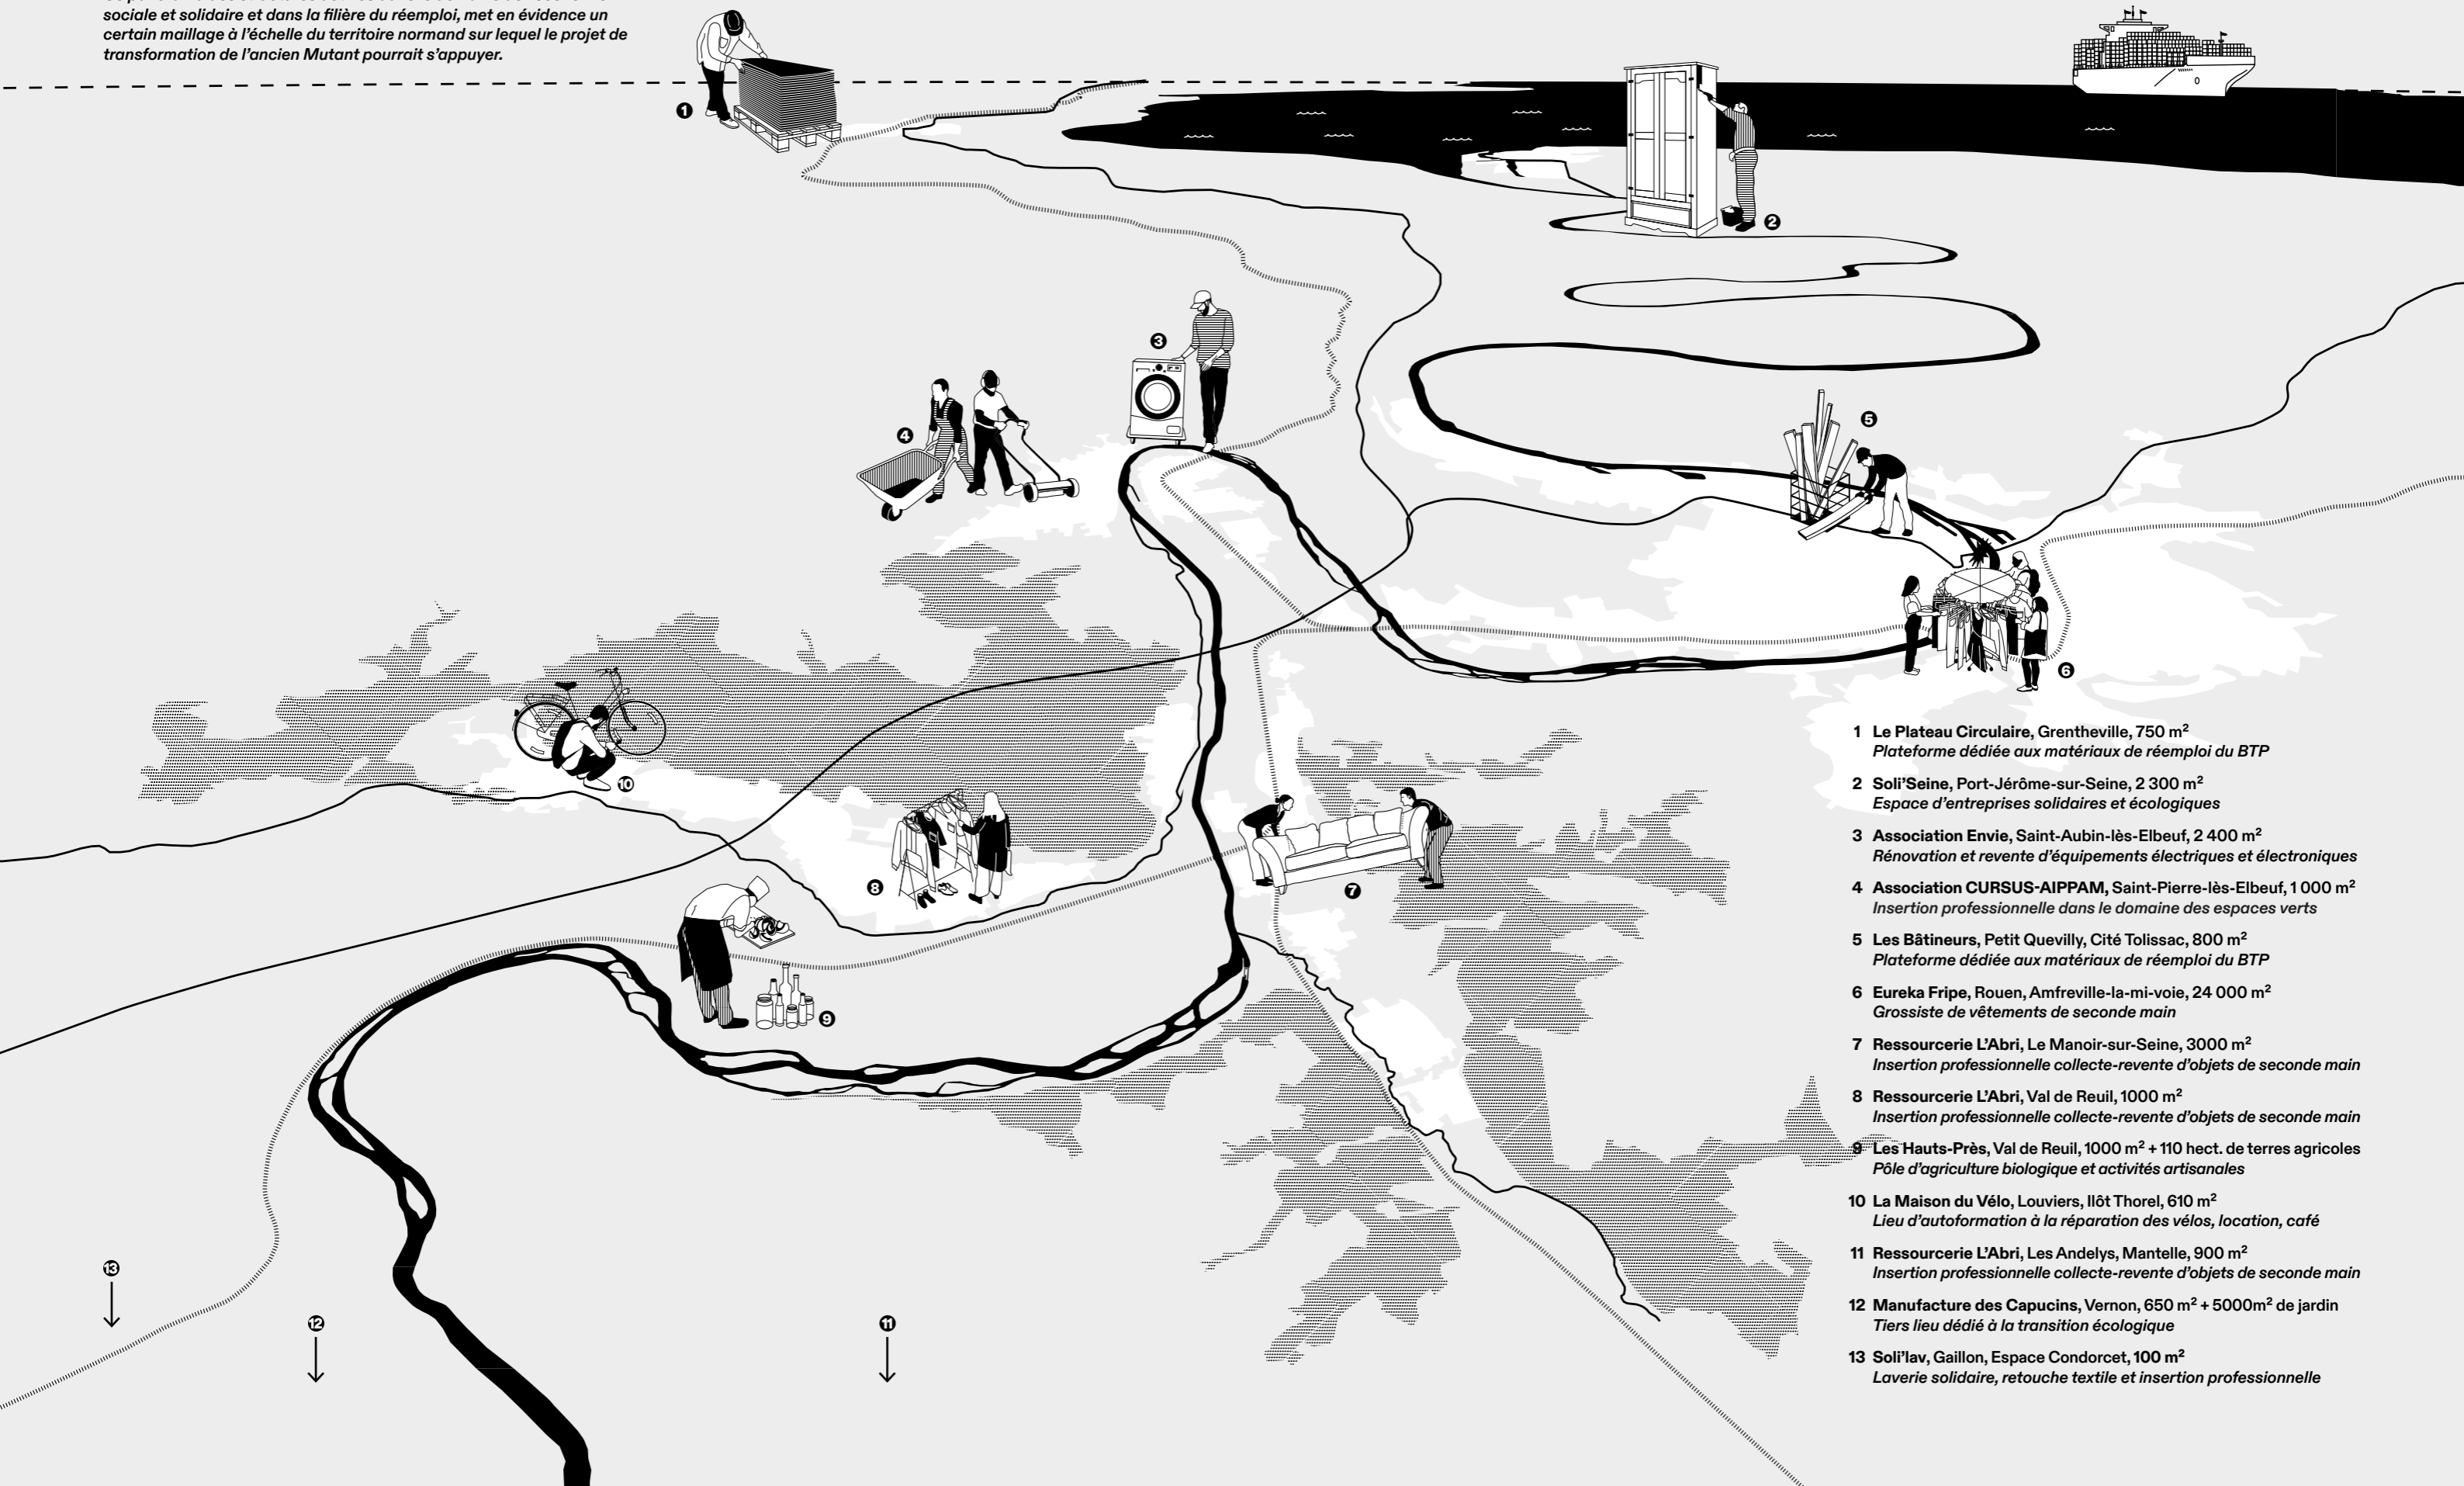 sociale et solidaire et dans la filière du réemploi, met en évidence un
certain maillage à l'échelle du territoire normand sur lequel le projet de
transformation de l'ancien Mutant pourrait s'appuyer.
1
2
3
4
5
6
7
8
9
10
11
12
13
1 Le Plateau Circulaire, Grentheville, 750 m²
Plateforme dédiée aux matériaux de réemploi du BTP
2 Soli'Seine, Port-Jérôme-sur-Seine, 2 300 m²
Espace d'entreprises solidaires et écologiques
3 Association Envie, Saint-Aubin-lès-Elbeuf, 2 400 m²
Rénovation et revente d'équipements électriques et électroniques
4 Association CURSUS-AIPPAM, Saint-Pierre-lès-Elbeuf, 1 000 m²
Insertion professionnelle dans le domaine des espaces verts
5 Les Bâtineurs, Petit Quevilly, Cité Tolissac, 800 m²
Plateforme dédiée aux matériaux de réemploi du BTP
6 Eureka Fripe, Rouen, Amfreville-la-mi-voie, 24 000 m²
Grossiste de vêtements de seconde main
7 Ressourcerie L'Abri, Le Manoir-sur-Seine, 3000 m²
Insertion professionnelle collecte-revente d'objets de seconde main
8 Ressourcerie L'Abri, Val de Reuil, 1000 m²
Insertion professionnelle collecte-revente d'objets de seconde main
9 Les Hauts-Près, Val de Reuil, 1000 m² + 110 hect. de terres agricoles
Pôle d'agriculture biologique et activités artisanales
10 La Maison du Vélo, Louviers, Ilôt Thorel, 610 m²
Lieu d'autoformation à la réparation des vélos, location, café
11 Ressourcerie L'Abri, Les Andelys, Mantelle, 900 m²
Insertion professionnelle collecte-revente d'objets de seconde main
12 Manufacture des Capucins, Vernon, 650 m² + 5000m² de jardin
Tiers lieu dédié à la transition écologique
13 Soli'lav, Gaillon, Espace Condorcet, 100 m²
Laverie solidaire, retouche textile et insertion professionnelle